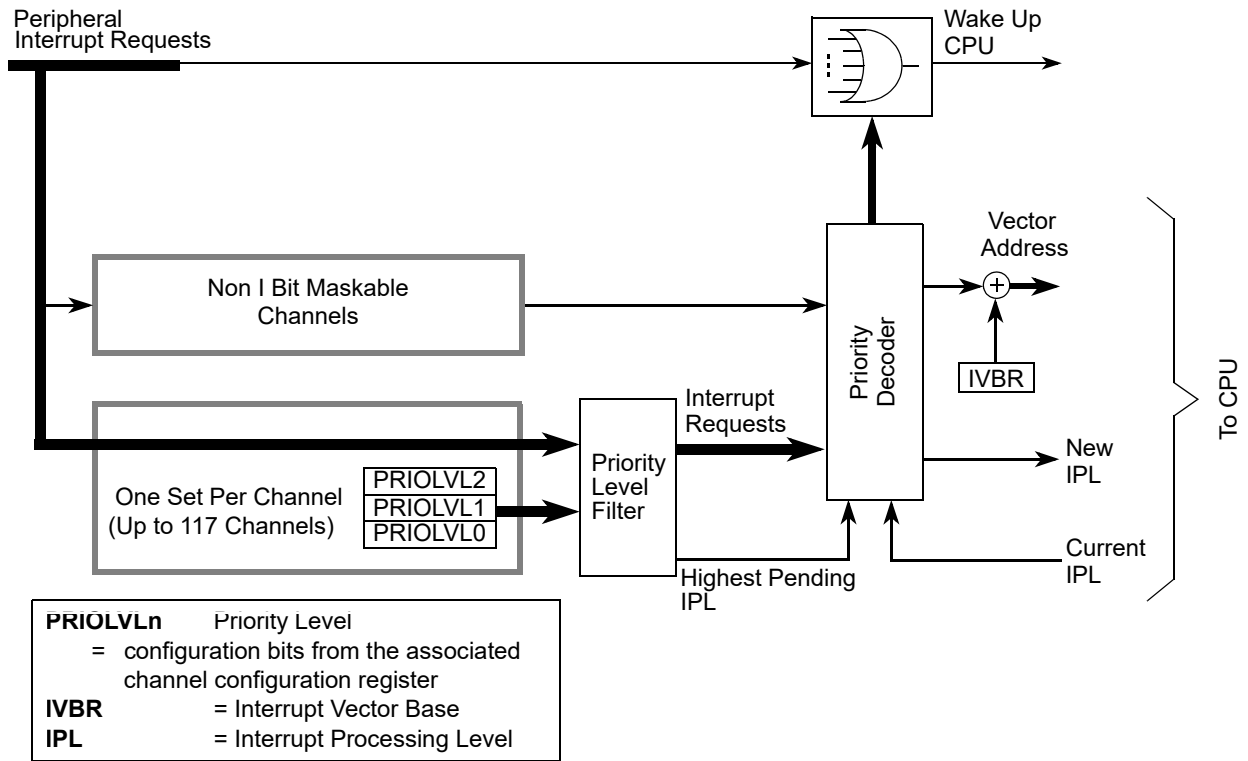 Peripheral
Interrupt Requests
Wake Up
CPU
Vector
Address
Non I Bit Maskable
Channels
Priority
Decoder
+
IVBR
To CPU
Interrupt
Requests
New
IPL
Priority
Level
Filter
One Set Per Channel
(Up to 117 Channels)
PRIOLVL2
PRIOLVL1
PRIOLVL0
Current
IPL
Highest Pending
IPL
PRIOLVLn Priority Level
= configuration bits from the associated
channel configuration register
IVBR = Interrupt Vector Base
IPL = Interrupt Processing Level